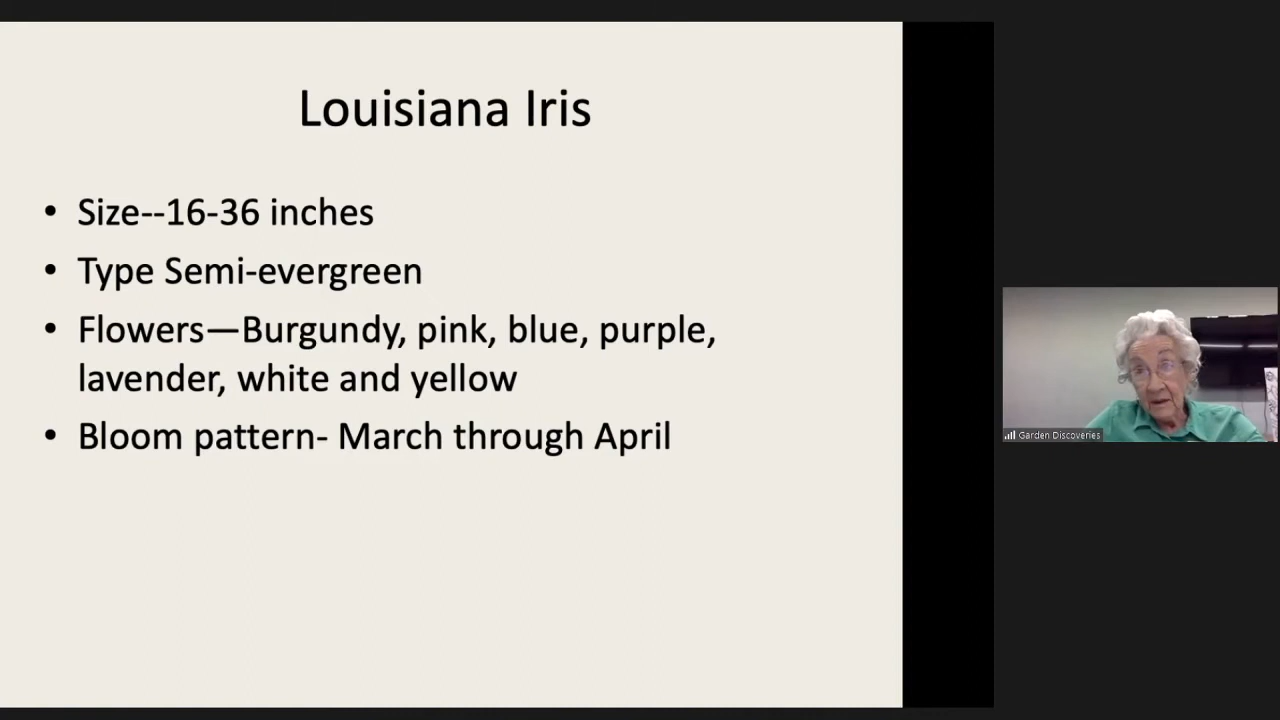 Louisiana Iris
• Size--16-36 inches
• Type Semi-evergreen
• Flowers—Burgundy, pink, blue, purple,
lavender, white and yellow
• Bloom pattern- March through April
Garden Discoveries